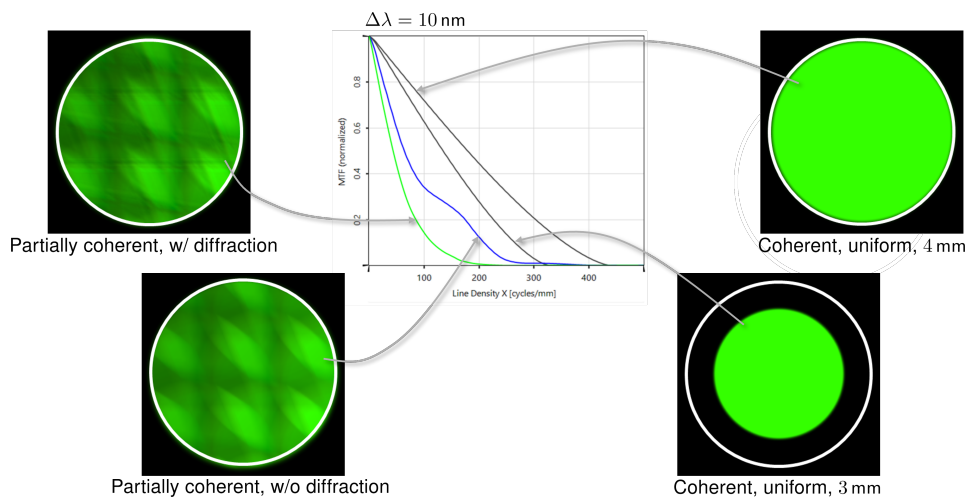 Δλ = 10 nm
MTF (normalized)
0.8
0.6
0.4
0.2
100
200
300
400
Line Density X [cycles/mm]
Partially coherent, w/ diffraction
Coherent, uniform, 4 mm
Partially coherent, w/o diffraction
Coherent, uniform, 3 mm